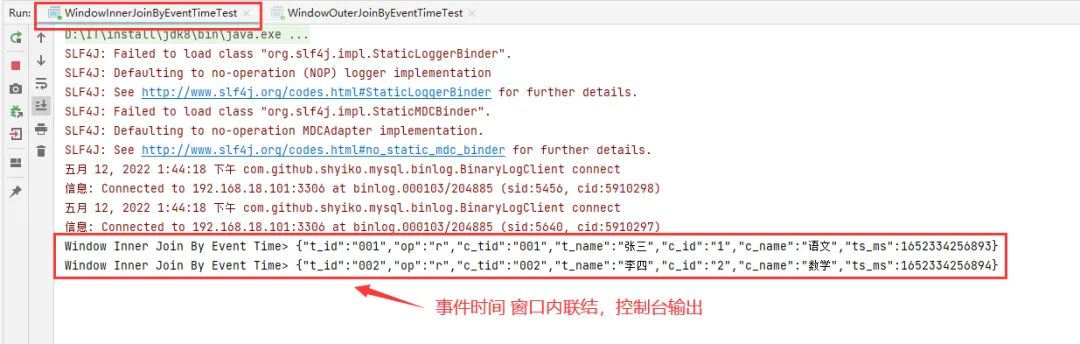 Run: WindowInnerJoinByEventTimeTest × WindowOuterJoinByEventTimeTest ×
D:\IT\install\jdk8\bin\java.exe ...
SLF4J: Failed to load class "org.slf4j.impl.StaticLoggerBinder".
SLF4J: Defaulting to no-operation (NOP) logger implementation
SLF4J: See http://www.slf4j.org/codes.html#StaticLoggerBinder for further details.
SLF4J: Failed to load class "org.slf4j.impl.StaticMDCBinder".
SLF4J: Defaulting to no-operation MDCAdapter implementation.
SLF4J: See http://www.slf4j.org/codes.html#no_static_mdc_binder for further details.
五月 12, 2022 1:44:18 下午 com.github.shyiko.mysql.binlog.BinaryLogClient connect
信息: Connected to 192.168.18.101:3306 at binlog.000103/204885 (sid:5456, cid:5910298)
五月 12, 2022 1:44:18 下午 com.github.shyiko.mysql.binlog.BinaryLogClient connect
信息: Connected to 192.168.18.101:3306 at binlog.000103/204885 (sid:5640, cid:5910297)
Window Inner Join By Event Time> {"t_id":"001","op":"r","c_tid":"001","t_name":"张三","c_id":"1","c_name":"语文","ts_ms":1652334256893}
Window Inner Join By Event Time> {"t_id":"002","op":"r","c_tid":"002","t_name":"李四","c_id":"2","c_name":"数学","ts_ms":1652334256894}
事件时间 窗口内联结，控制台输出